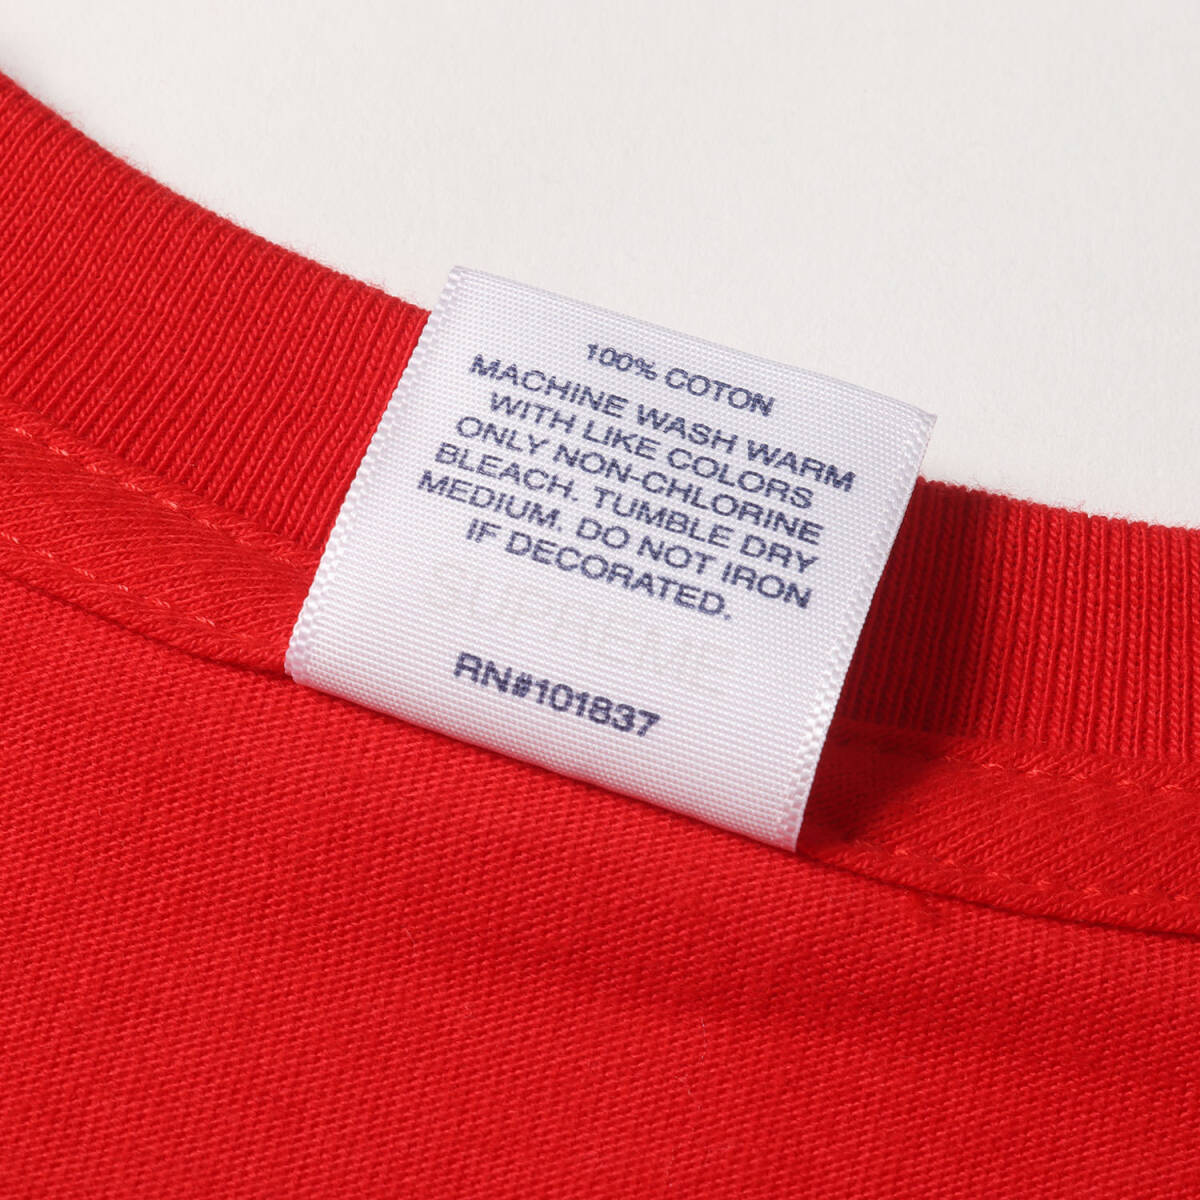 100% COTON
MACHINE WASH WARM
WITH LIKE COLORS
ONLY NON-CHLORINE
BLEACH. TUMBLE DRY
MEDIUM. DO NOT IRON
IF DECORATED.
RN#101837